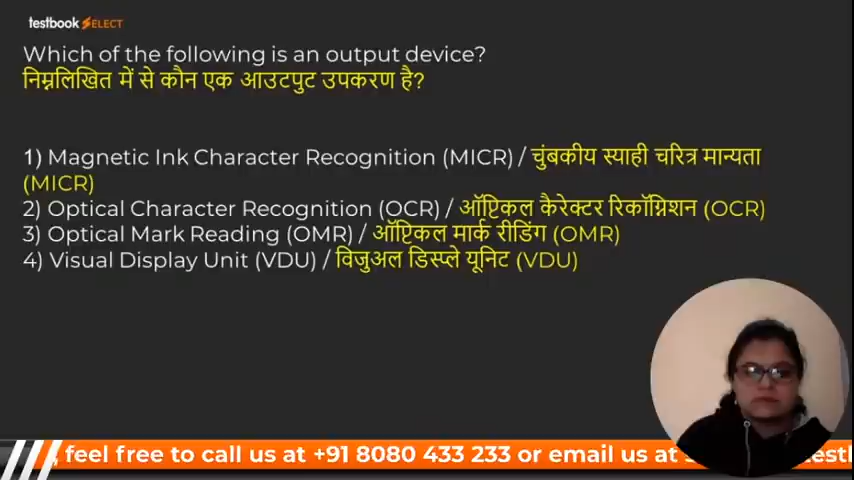 testbook SELECT
Which of the following is an output device?
निम्नलिखित में से कौन एक आउटपुट उपकरण है?
1) Magnetic Ink Character Recognition (MICR) / चुंबकीय स्याही चरित्र मान्यता
(MICR)
2) Optical Character Recognition (OCR) / ऑप्टिकल कैरेक्टर रिकॉग्निशन (OCR)
3) Optical Mark Reading (OMR) / ऑप्टिकल मार्क रीडिंग (OMR)
4) Visual Display Unit (VDU) / विजुअल डिस्प्ले यूनिट (VDU)
, feel free to call us at +91 8080 433 233 or email us at